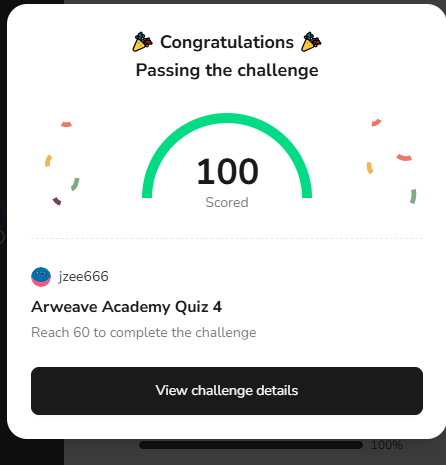 🎉 Congratulations 🎉
Passing the challenge
100
Scored
jzee666
Arweave Academy Quiz 4
Reach 60 to complete the challenge
View challenge details
100%